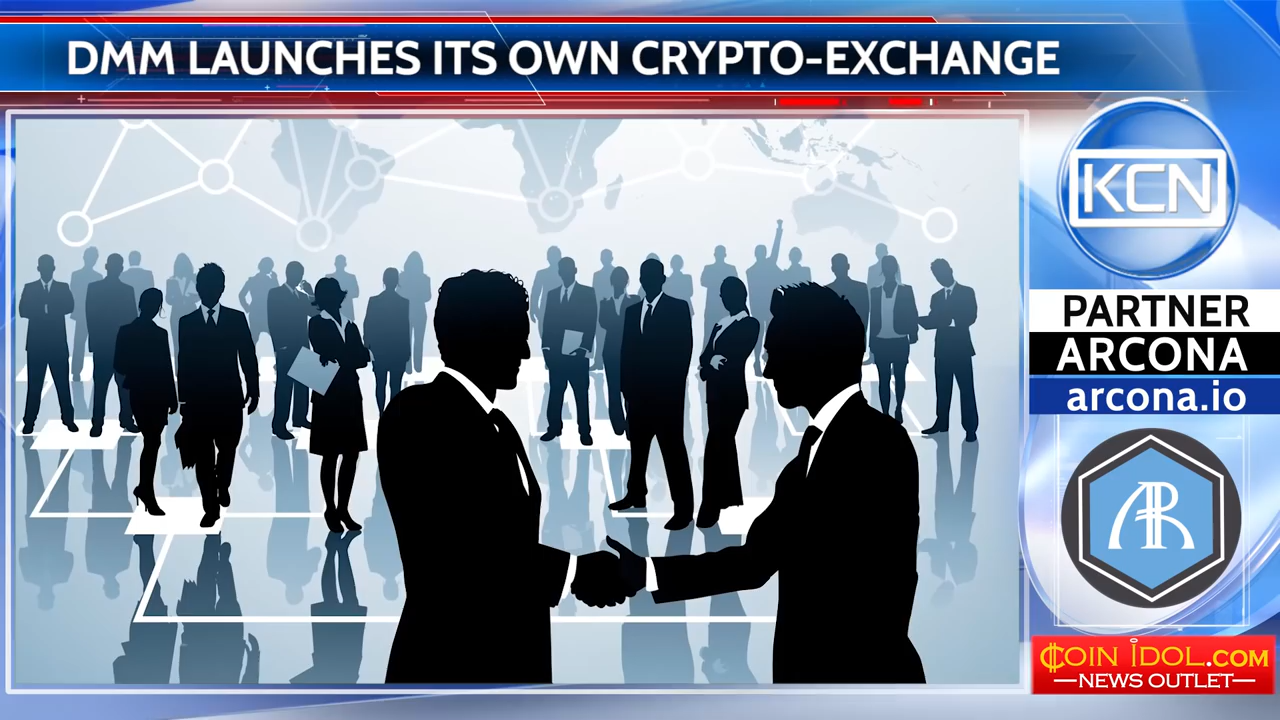 DMM LAUNCHES ITS OWN CRYPTO-EXCHANGE
KCN
PARTNER
ARCONA
arcona.io
AR
COIN IDOL.COM
NEWS OUTLET